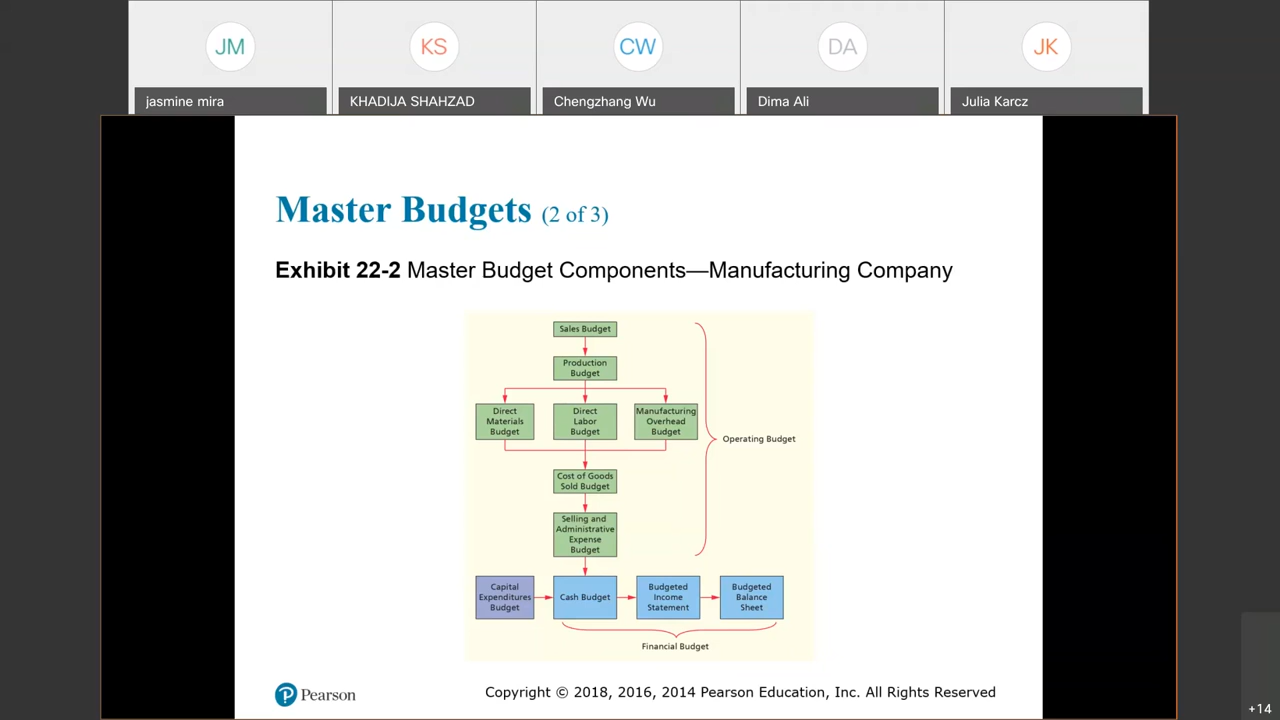 JM
KS
CW
DA
JK
jasmine mira
KHADIJA SHAHZAD
Chengzhang Wu
Dima Ali
Julia Karcz
Master Budgets (2 of 3)
Exhibit 22-2 Master Budget Components—Manufacturing Company
Sales Budget
Production
Budget
Direct
Materials
Budget
Direct
Labor
Budget
Manufacturing
Overhead
Budget
Operating Budget
Cost of Goods
Sold Budget
Selling and
Administrative
Expense
Budget
Capital
Expenditures
Budget
Cash Budget
Budgeted
Income
Statement
Budgeted
Balance
Sheet
Financial Budget
Pearson
Copyright © 2018, 2016, 2014 Pearson Education, Inc. All Rights Reserved
+14